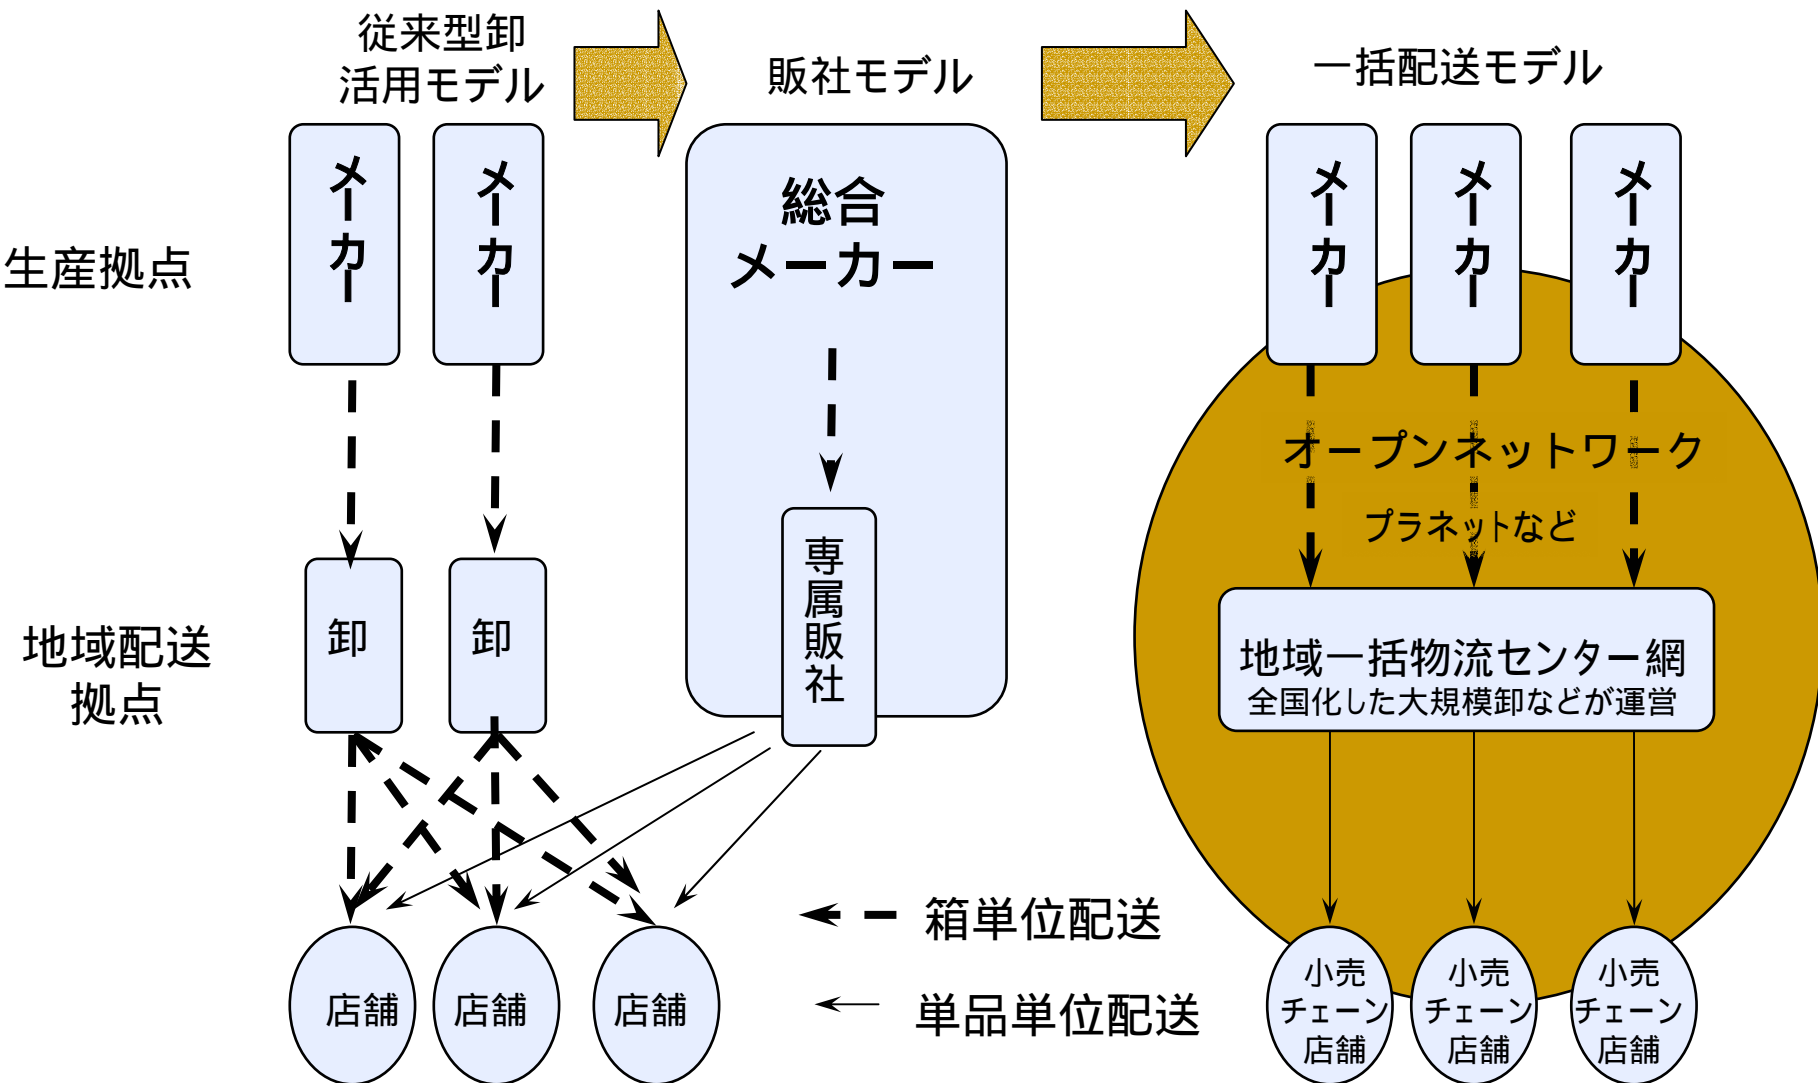 従来型卸
活用モデル
販社モデル
一括配送モデル
生産拠点
メーカー
メーカー
総合
メーカー
メーカー
メーカー
メーカー
オープンネットワーク
プラネットなど
地域配送
拠点
卸
卸
専属販社
地域一括物流センター網
全国化した大規模卸などが運営
箱単位配送
単品単位配送
店舗
店舗
店舗
小売
チェーン
店舗
小売
チェーン
店舗
小売
チェーン
店舗